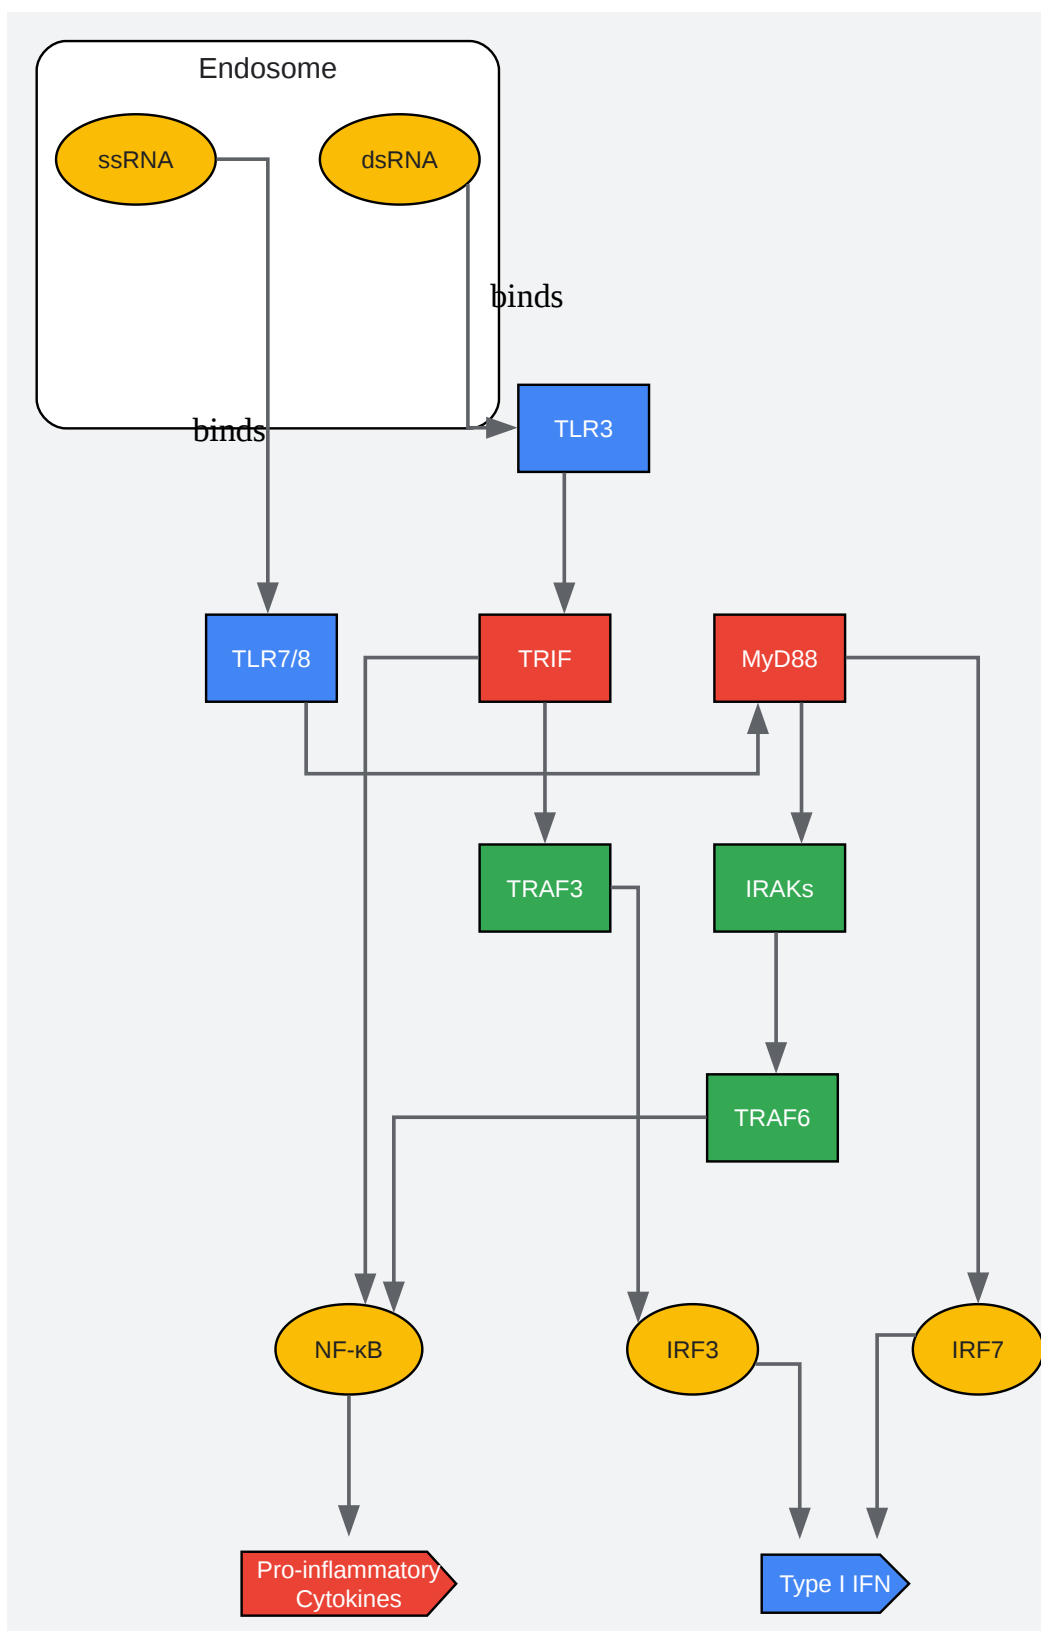 Endosome
ssRNA
dsRNA
binds
binds
TLR3
TLR7/8
TRIF
MyD88
TRAF3
IRAKs
TRAF6
NF-κB
IRF3
IRF7
Pro-inflammatory
Cytokines
Type I IFN